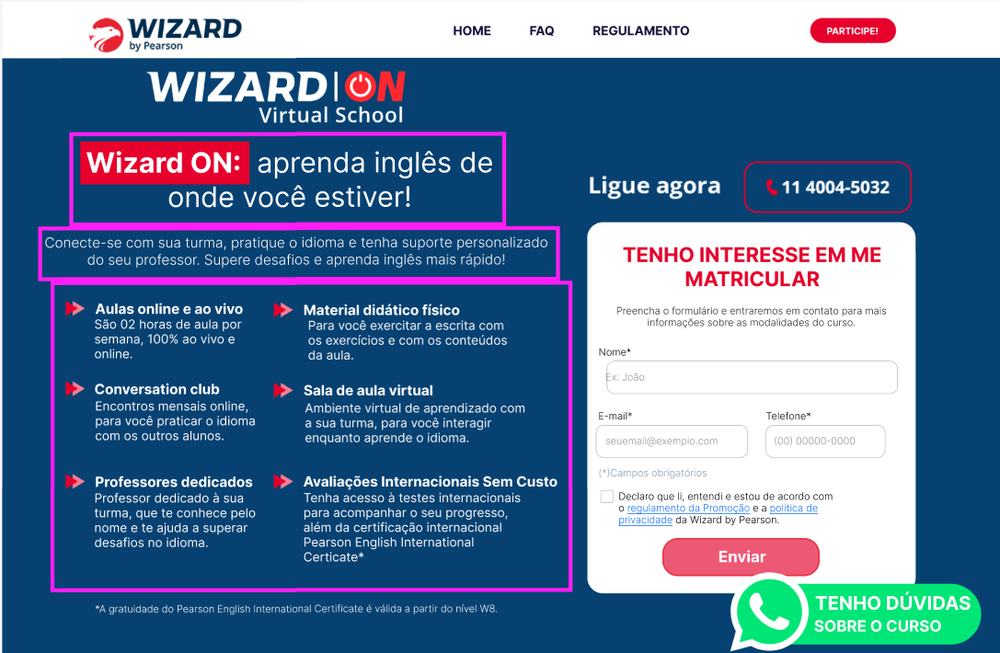 WIZARD
by Pearson
HOME FAQ REGULAMENTO
PARTICIPE!
WIZARD ON
Virtual School
Wizard ON: aprenda inglês de
onde você estiver!
Conecte-se com sua turma, pratique o idioma e tenha suporte personalizado
do seu professor. Supere desafios e aprenda inglês mais rápido!
Aulas online e ao vivo
São 02 horas de aula por
semana, 100% ao vivo e
online.
Material didático físico
Para você exercitar a escrita com
os exercícios e com os conteúdos
da aula.
Conversation club
Encontros mensais online,
para você praticar o idioma
com os outros alunos.
Sala de aula virtual
Ambiente virtual de aprendizado com
a sua turma, para você interagir
enquanto aprende o idioma.
Professores dedicados
Professor dedicado à sua
turma, que te conhece pelo
nome e te ajuda a superar
desafios no idioma.
Avaliações Internacionais Sem Custo
Tenha acesso à testes internacionais
para acompanhar o seu progresso,
além da certificação internacional
Pearson English International
Certicate*
*A gratuidade do Pearson English International Certificate é válida a partir do nível W8.
Ligue agora
11 4004-5032
TENHO INTERESSE EM ME
MATRICULAR
Preencha o formulário e entraremos em contato para mais
informações sobre as modalidades do curso.
Nome*
Ex: João
E-mail* Telefone*
seuemail@exemplo.com (00) 00000-0000
(*)Campos obrigatórios
Declaro que li, entendi e estou de acordo com
o regulamento da Promoção e a política de
privacidade da Wizard by Pearson.
Enviar
TENHO DÚVIDAS
SOBRE O CURSO